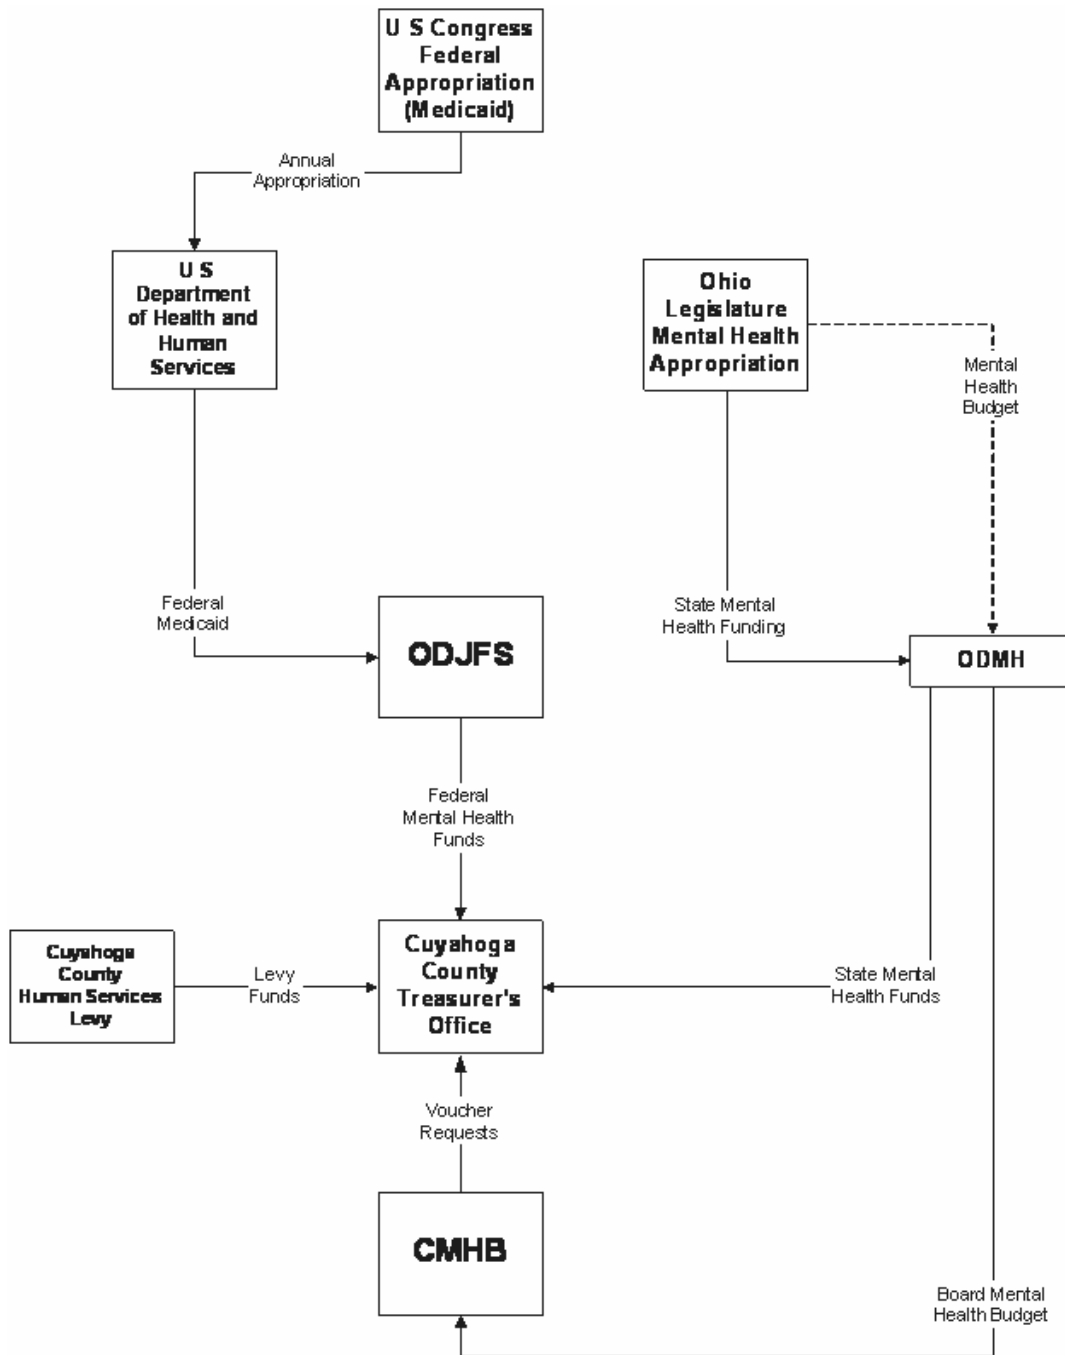 U S Congress
Federal
Appropriation
(Medicaid)
Annual
Appropriation
U S
Department
of Health and
Human
Services
Ohio
Legislature
Mental Health
Appropriation
Mental
Health
Budget
Federal
Medicaid
State Mental
Health Funding
ODJFS
ODMH
Federal
Mental Health
Funds
Cuyahoga
County
Human Services
Levy
Levy
Funds
Cuyahoga
County
Treasurer's
Office
State Mental
Health Funds
Voucher
Requests
CMHB
Board Mental
Health Budget